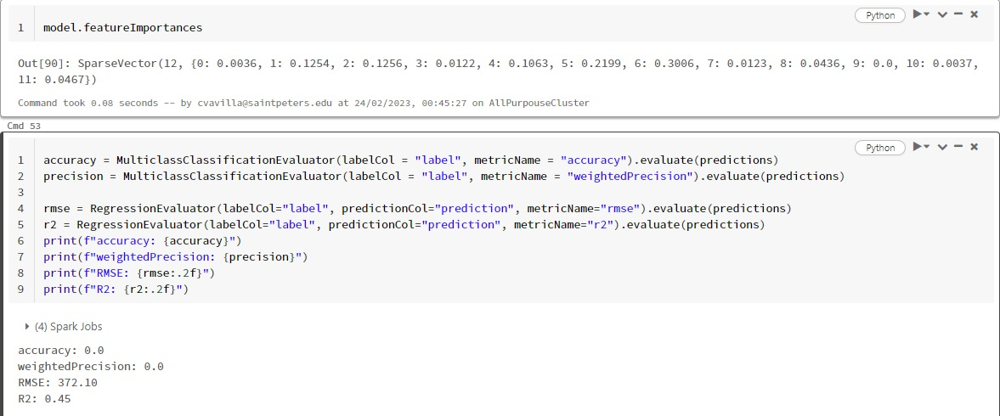 Python
1 model.featureImportances
Out[90]: SparseVector(12, {0: 0.0036, 1: 0.1254, 2: 0.1256, 3: 0.0122, 4: 0.1063, 5: 0.2199, 6: 0.3006, 7: 0.0123, 8: 0.0436, 9: 0.0, 10: 0.0037,
11: 0.0467})
Command took 0.08 seconds -- by cvavilla@saintpeters.edu at 24/02/2023, 00:45:27 on AllPurpouseCluster
Cmd 53
Python
1 accuracy = MulticlassClassificationEvaluator(labelCol = "label", metricName = "accuracy").evaluate(predictions)
2 precision = MulticlassClassificationEvaluator(labelCol = "label", metricName = "weightedPrecision").evaluate(predictions)
3
4 rmse = RegressionEvaluator(labelCol="label", predictionCol="prediction", metricName="rmse").evaluate(predictions)
5 r2 = RegressionEvaluator(labelCol="label", predictionCol="prediction", metricName="r2").evaluate(predictions)
6 print(f"accuracy: {accuracy}")
7 print(f"weightedPrecision: {precision}")
8 print(f"RMSE: {rmse:.2f}")
9 print(f"R2: {r2:.2f}")
(4) Spark Jobs
accuracy: 0.0
weightedPrecision: 0.0
RMSE: 372.10
R2: 0.45